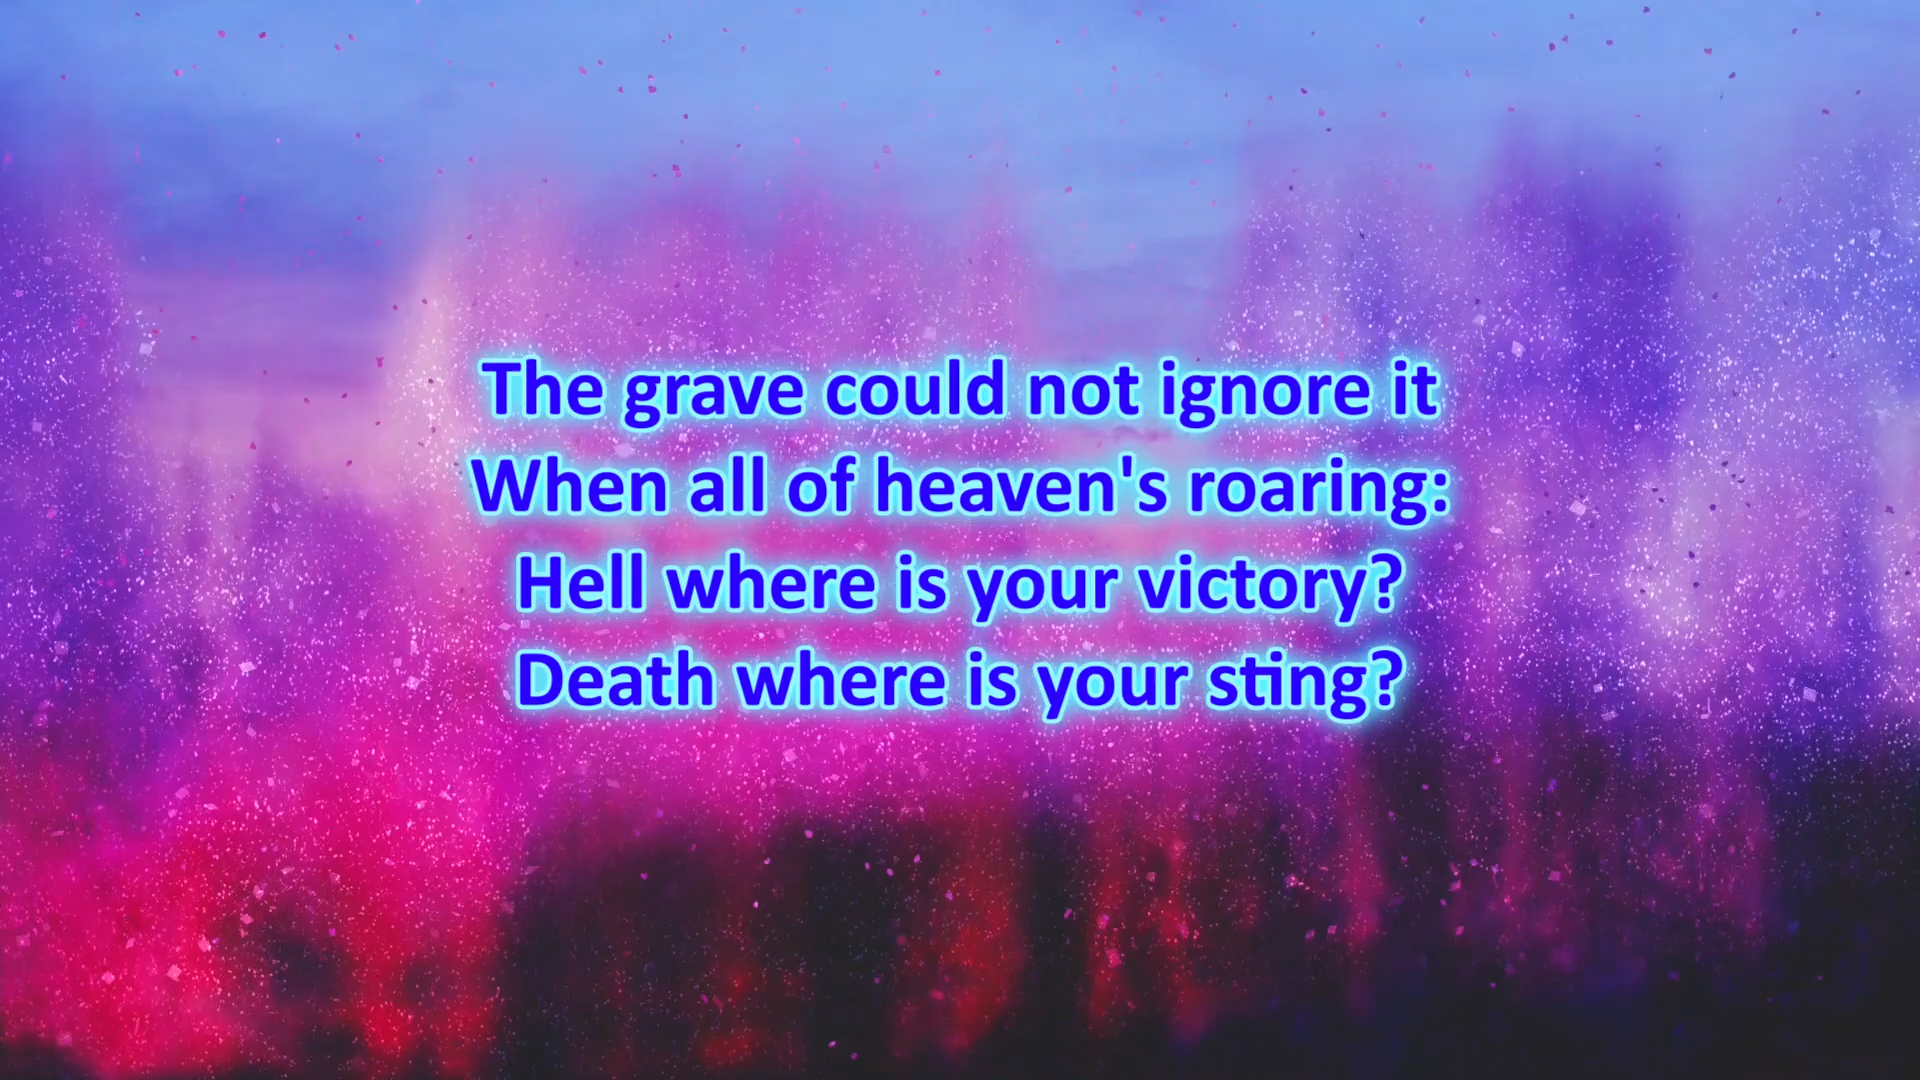 The grave could not ignore it
When all of heaven's roaring:
Hell where is your victory?
Death where is your sting?